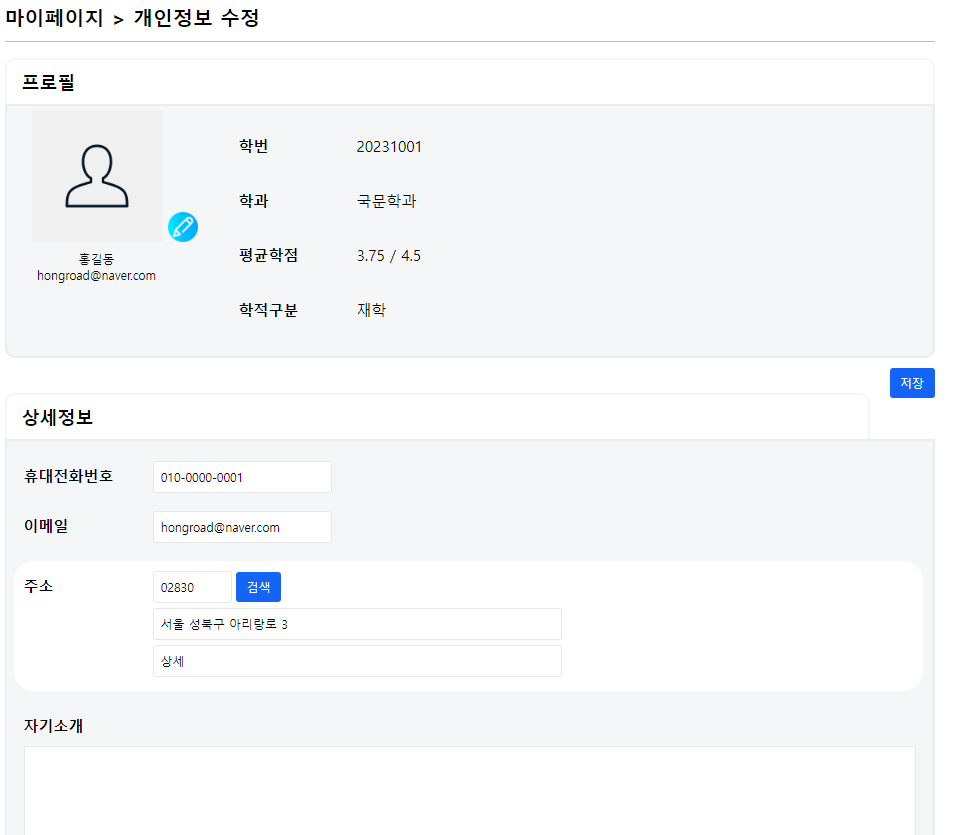 마이페이지 > 개인정보 수정
프로필
홍길동
hongroad@naver.com
학번 20231001
학과 국문학과
평균학점 3.75 / 4.5
학적구분 재학
저장
상세정보
휴대전화번호 010-0000-0001
이메일 hongroad@naver.com
주소 02830 검색
서울 성북구 아리랑로 3
상세
자기소개